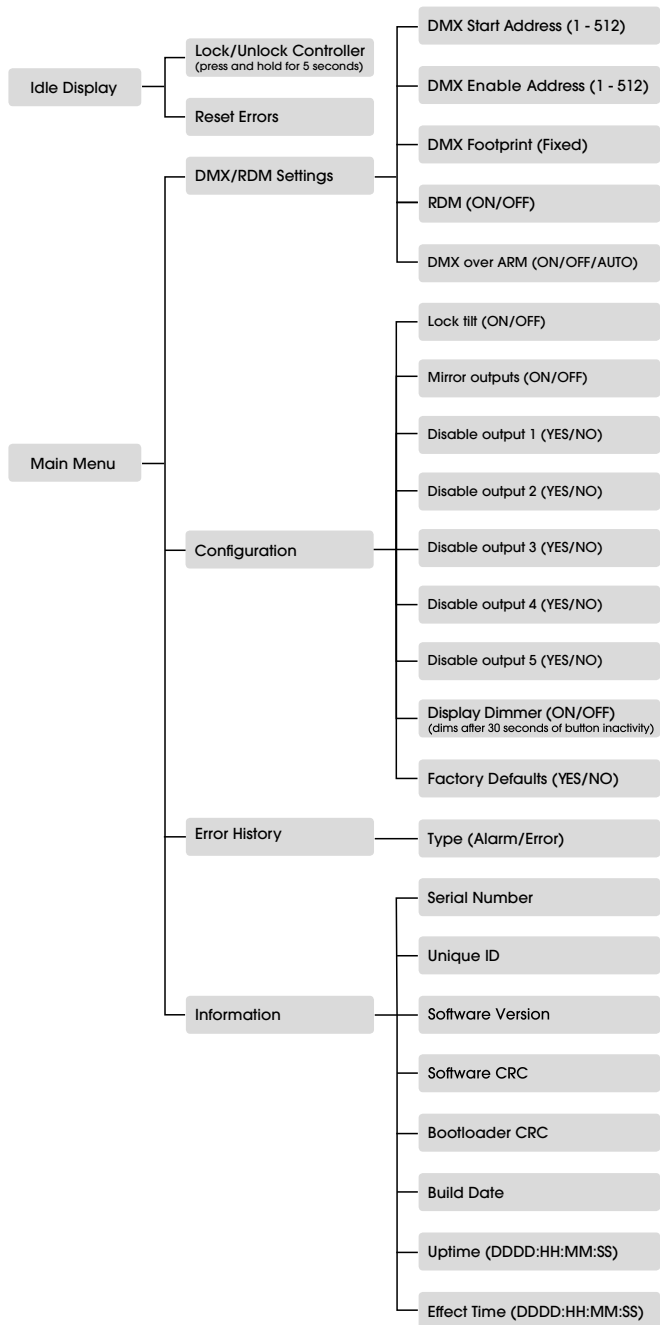 Idle Display
Lock/Unlock Controller
(press and hold for 5 seconds)
Reset Errors
Main Menu
DMX/RDM Settings
DMX Start Address (1 - 512)
DMX Enable Address (1 - 512)
DMX Footprint (Fixed)
RDM (ON/OFF)
DMX over ARM (ON/OFF/AUTO)
Configuration
Lock tilt (ON/OFF)
Mirror outputs (ON/OFF)
Disable output 1 (YES/NO)
Disable output 2 (YES/NO)
Disable output 3 (YES/NO)
Disable output 4 (YES/NO)
Disable output 5 (YES/NO)
Display Dimmer (ON/OFF)
(dims after 30 seconds of button inactivity)
Factory Defaults (YES/NO)
Error History
Type (Alarm/Error)
Information
Serial Number
Unique ID
Software Version
Software CRC
Bootloader CRC
Build Date
Uptime (DDDD:HH:MM:SS)
Effect Time (DDDD:HH:MM:SS)